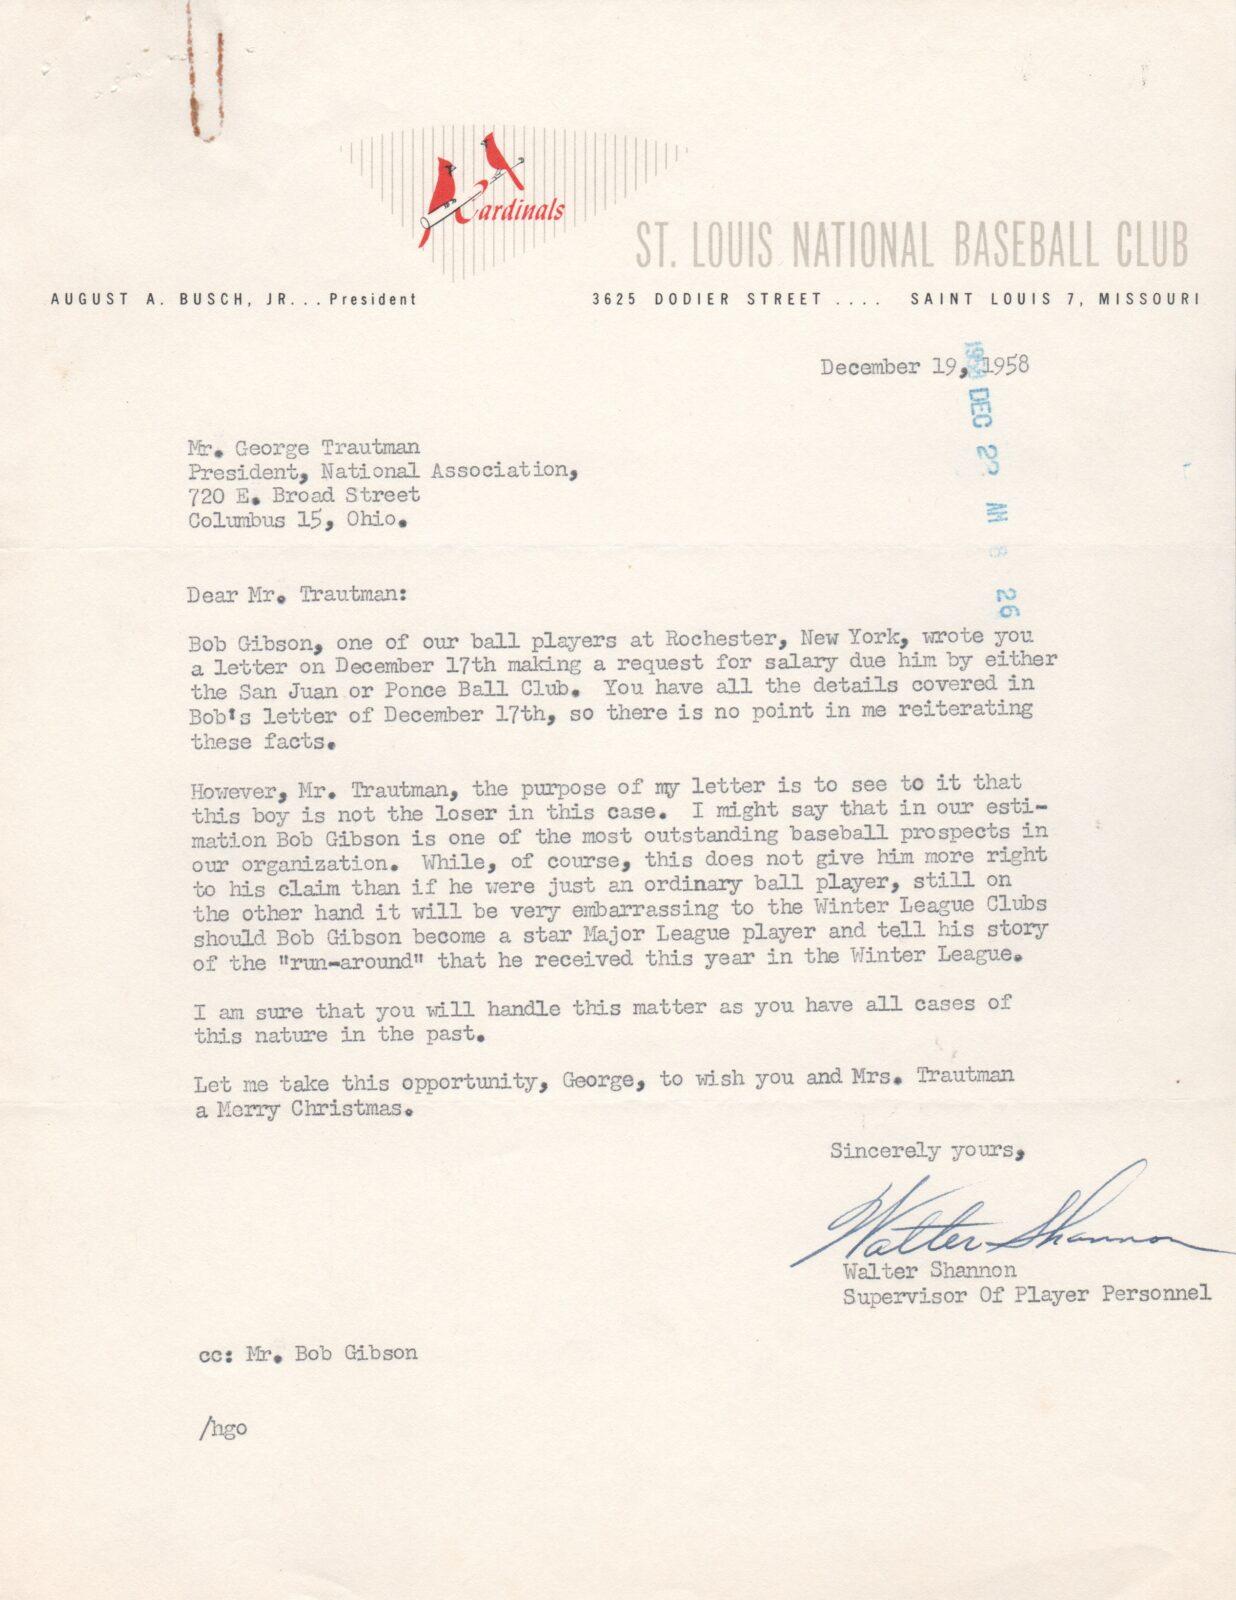 Cardinals
ST. LOUIS NATIONAL BASEBALL CLUB
AUGUST A. BUSCH, JR...President
3625 DODIER STREET .... SAINT LOUIS 7, MISSOURI
December 19, 1958
DEC 22 AM 8 26
Mr. George Trautman
President, National Association,
720 E. Broad Street
Columbus 15, Ohio.
Dear Mr. Trautman:
Bob Gibson, one of our ball players at Rochester, New York, wrote you
a letter on December 17th making a request for salary due him by either
the San Juan or Ponce Ball Club. You have all the details covered in
Bob's letter of December 17th, so there is no point in me reiterating
these facts.
However, Mr. Trautman, the purpose of my letter is to see to it that
this boy is not the loser in this case. I might say that in our esti-
mation Bob Gibson is one of the most outstanding baseball prospects in
our organization. While, of course, this does not give him more right
to his claim than if he were just an ordinary ball player, still on
the other hand it will be very embarrassing to the Winter League Clubs
should Bob Gibson become a star Major League player and tell his story
of the "run-around" that he received this year in the Winter League.
I am sure that you will handle this matter as you have all cases of
this nature in the past.
Let me take this opportunity, George, to wish you and Mrs. Trautman
a Merry Christmas.
Sincerely yours,
Walter Shannon
Walter Shannon
Supervisor Of Player Personnel
cc: Mr. Bob Gibson
/hgo